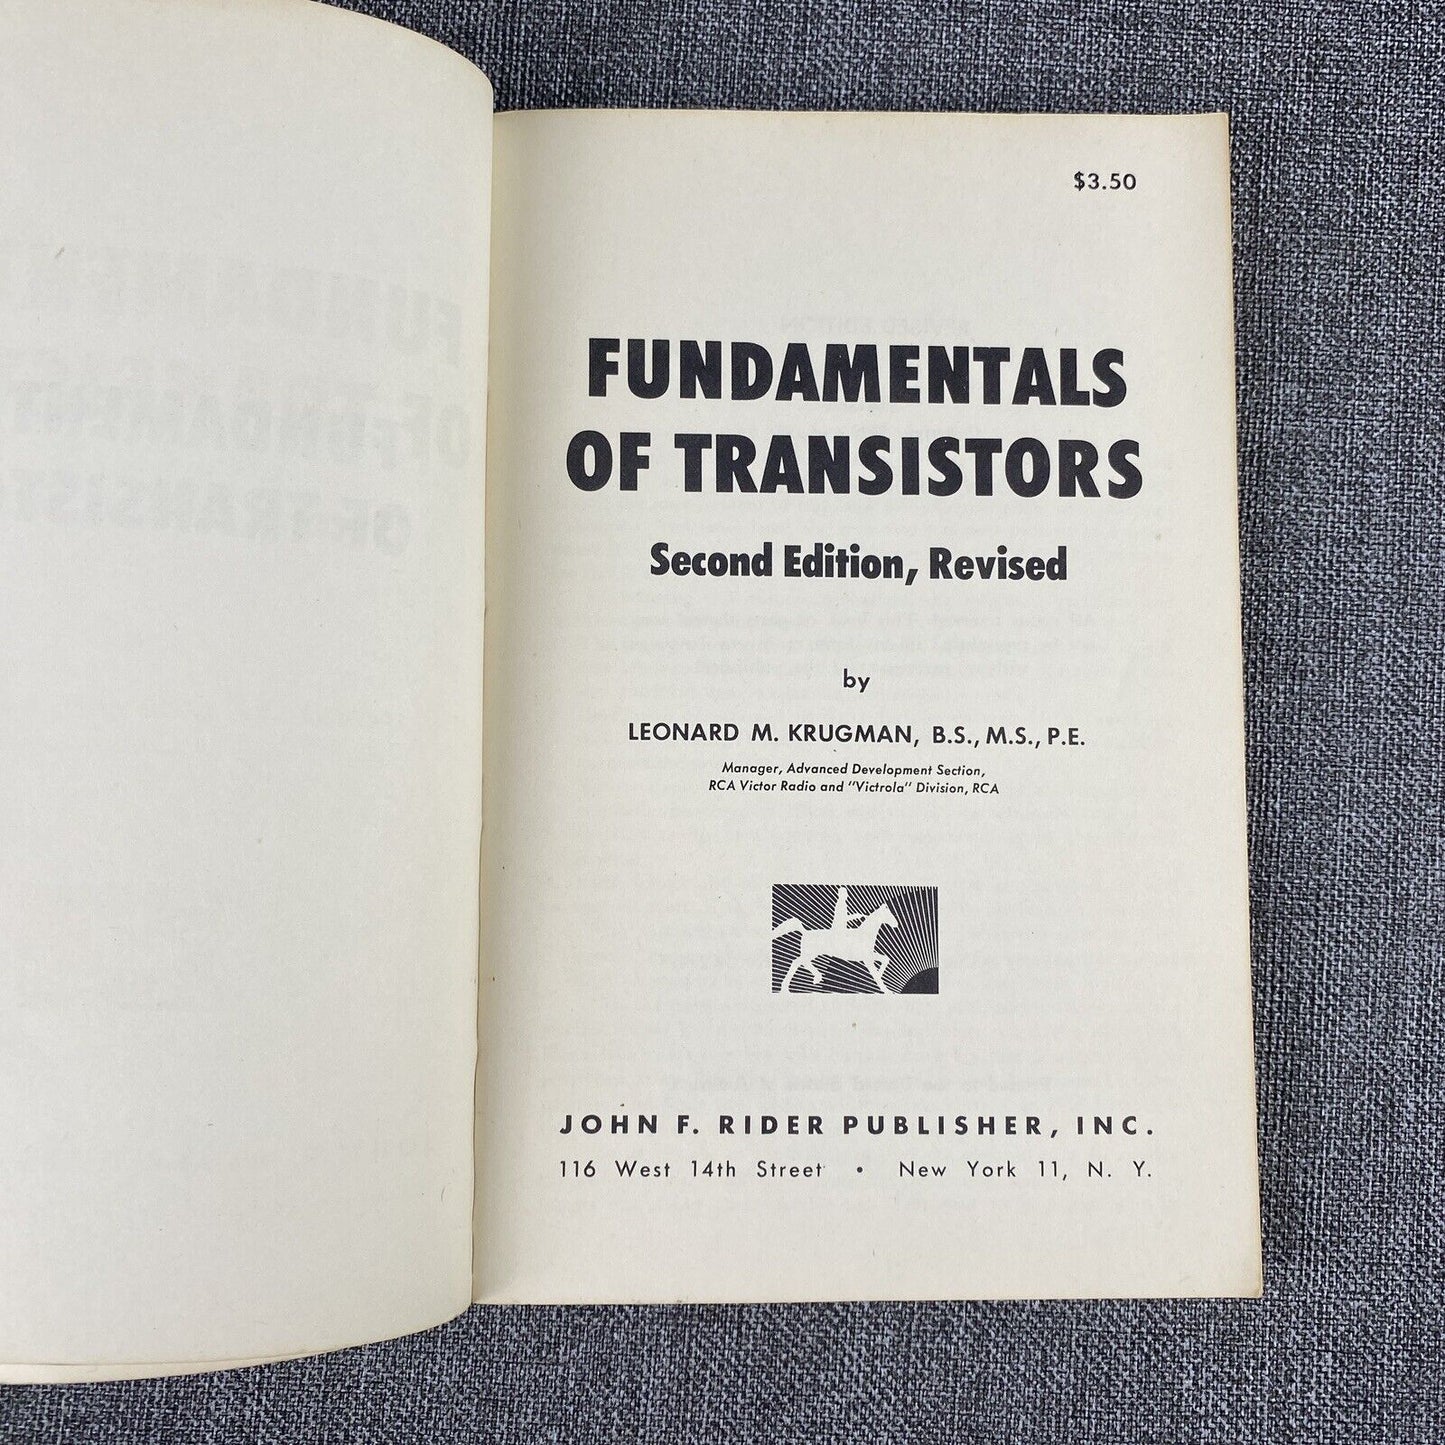 $3.50
FUNDAMENTALS
OF TRANSISTORS
Second Edition, Revised
by
LEONARD M. KRUGMAN, B.S., M.S., P.E.
Manager, Advanced Development Section,
RCA Victor Radio and "Victrola" Division, RCA
JOHN F. RIDER PUBLISHER, INC.
116 West 14th Street • New York 11, N. Y.